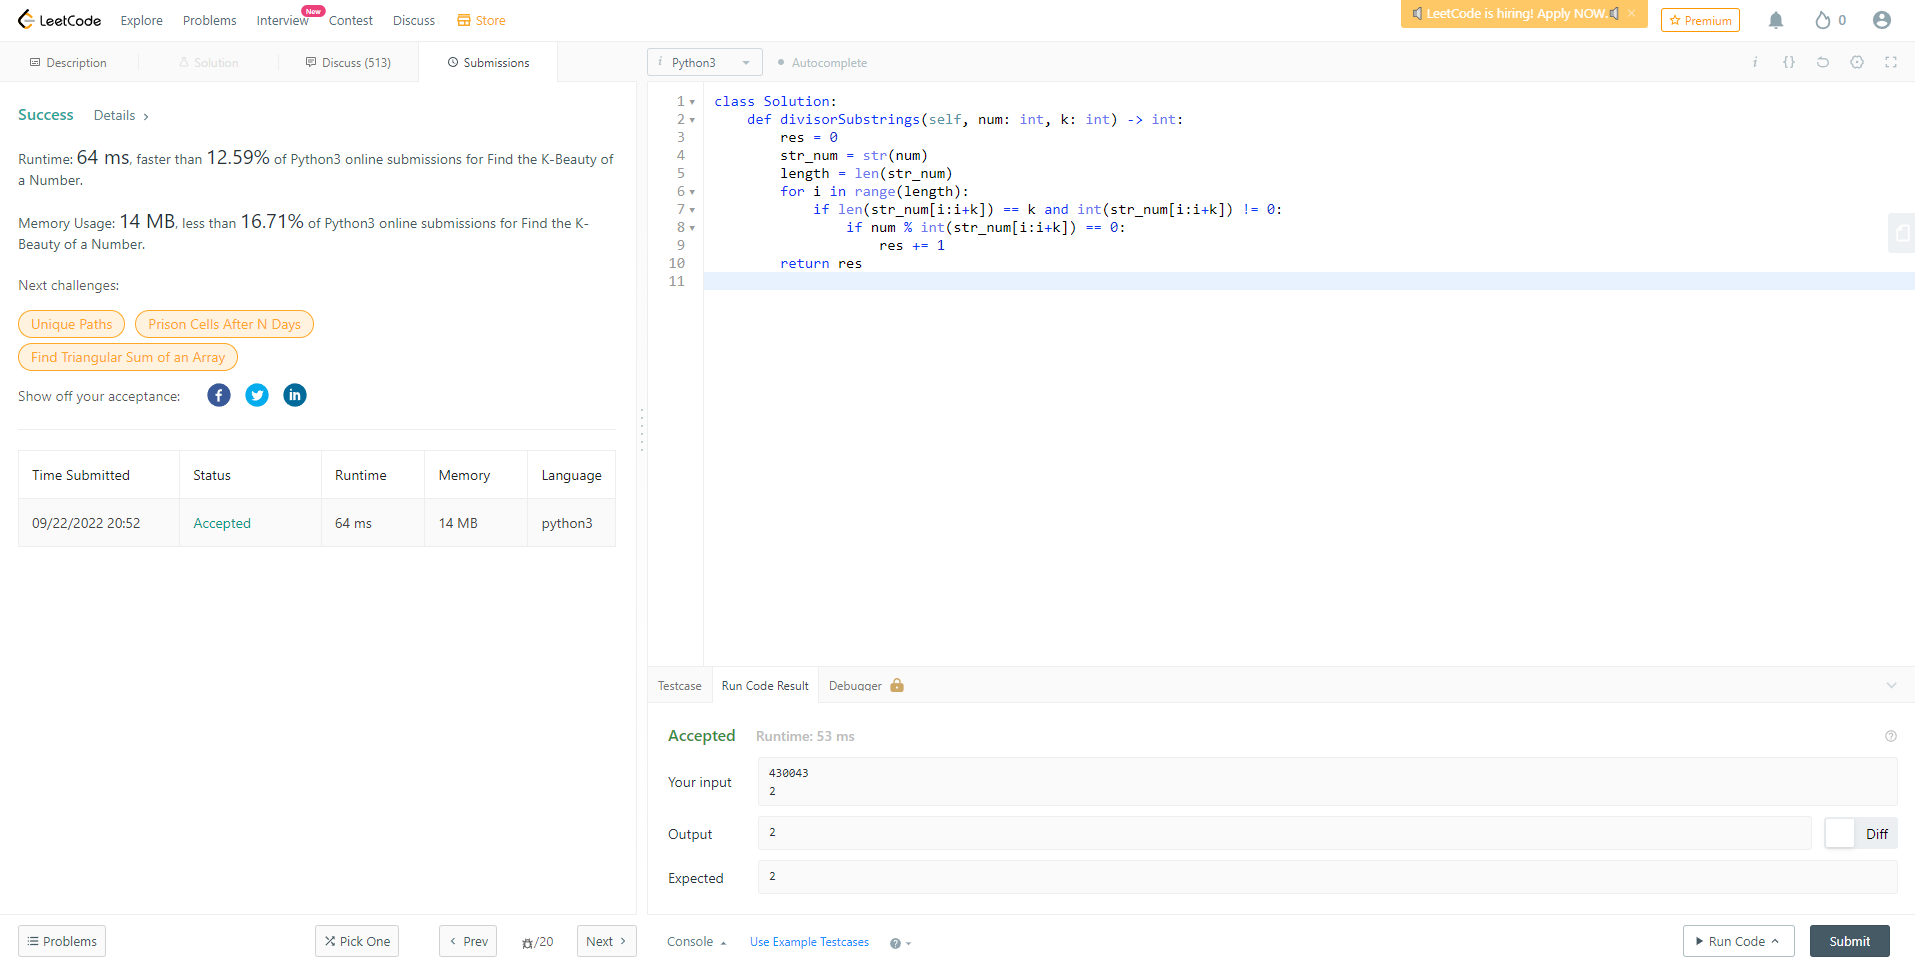 LeetCode
Explore
Problems
Interview
New
Contest
Discuss
Store
LeetCode is hiring! Apply NOW.
Premium
0
Description
Solution
Discuss (513)
Submissions
i Python3
Autocomplete
i
{}
Success
Details
Runtime: 64 ms, faster than 12.59% of Python3 online submissions for Find the K-Beauty of
a Number.
Memory Usage: 14 MB, less than 16.71% of Python3 online submissions for Find the K-
Beauty of a Number.
Next challenges:
Unique Paths
Prison Cells After N Days
Find Triangular Sum of an Array
Show off your acceptance:
Time Submitted Status Runtime Memory Language
09/22/2022 20:52 Accepted 64 ms 14 MB python3
1 class Solution:
2 def divisorSubstrings(self, num: int, k: int) -> int:
3 res = 0
4 str_num = str(num)
5 length = len(str_num)
6 for i in range(length):
7 if len(str_num[i:i+k]) == k and int(str_num[i:i+k]) != 0:
8 if num % int(str_num[i:i+k]) == 0:
9 res += 1
10 return res
11
Testcase
Run Code Result
Debugger
Accepted
Runtime: 53 ms
Your input
430043
2
Output
2
Diff
Expected
2
Problems
Pick One
Prev
/20
Next
Console
Use Example Testcases
Run Code
Submit